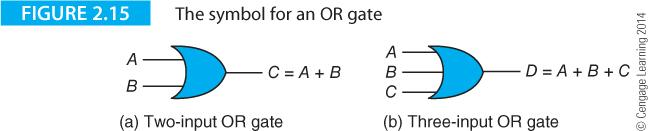 FIGURE 2.15 The symbol for an OR gate
A
B
C = A + B
(a) Two-input OR gate
A
B
C
D = A + B + C
(b) Three-input OR gate
© Cengage Learning 2014